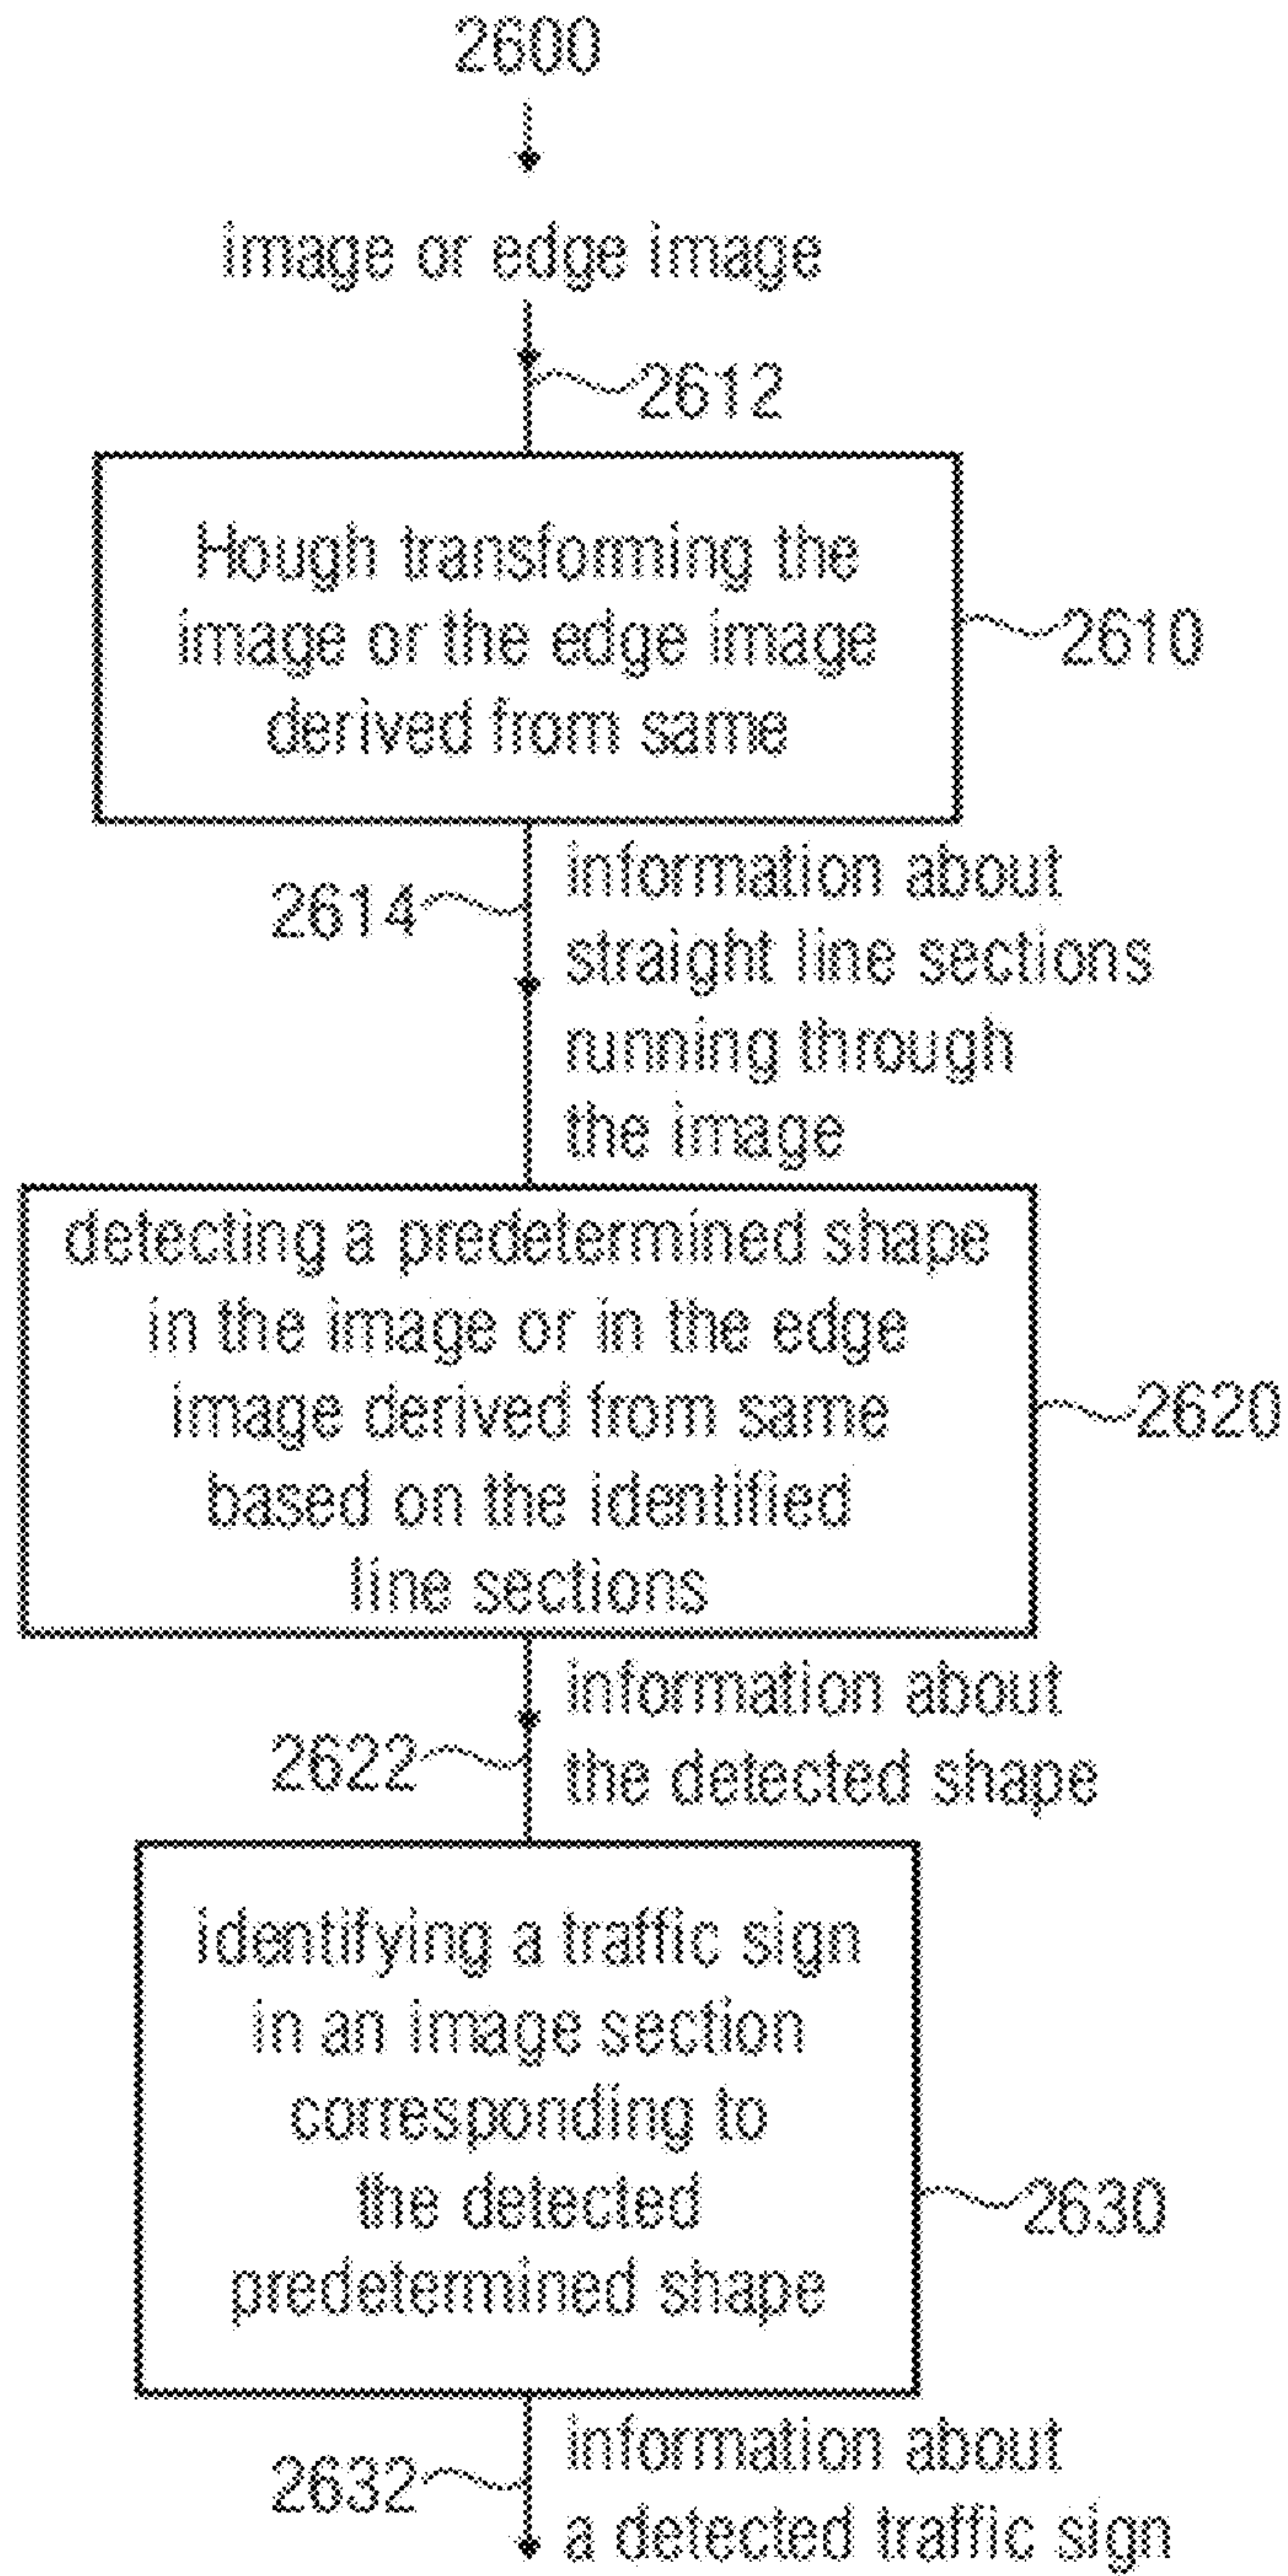 2600
image or edge image
2612
Hough transforming the
image or the edge image
derived from same
2610
2614
information about
straight line sections
running through
the image
detecting a predetermined shape
in the image or in the edge
image derived from same
based on the identified
line sections
2620
2622
information about
the detected shape
identifying a traffic sign
in an image section
corresponding to
the detected
predetermined shape
2630
2632
information about
a detected traffic sign